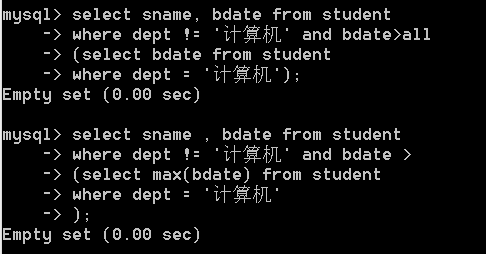 mysql> select sname, bdate from student
    -> where dept != '计算机' and bdate>all
    -> (select bdate from student
    -> where dept = '计算机');
Empty set (0.00 sec)
mysql> select sname , bdate from student
    -> where dept != '计算机' and bdate >
    -> (select max(bdate) from student
    -> where dept = '计算机'
    -> );
Empty set (0.00 sec)